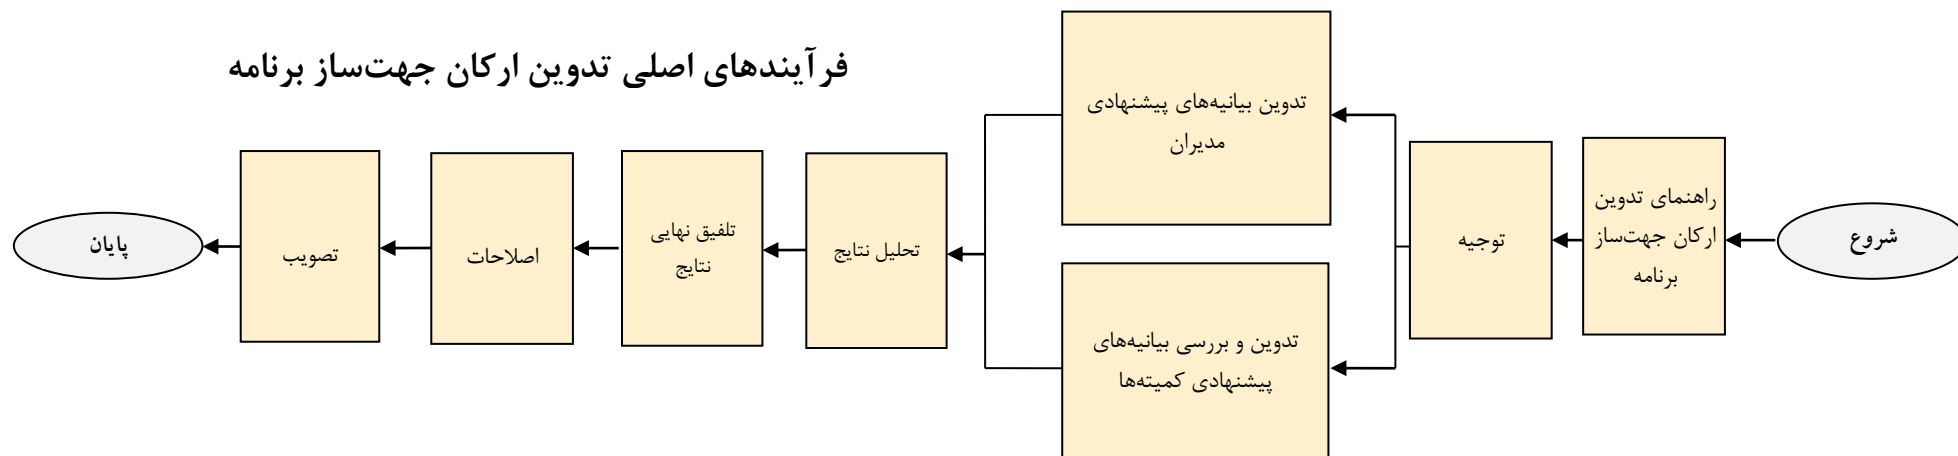 فرآیندهای اصلی تدوین ارکان جهت‌ساز برنامه
شروع
راهنمای تدوین
ارکان جهت‌ساز
برنامه
توجیه
تدوین بیانیه‌های پیشنهادی
مدیران
تدوین و بررسی بیانیه‌های
پیشنهادی کمیته‌ها
تحلیل نتایج
تلفیق نهایی
نتایج
اصلاحات
تصویب
پایان